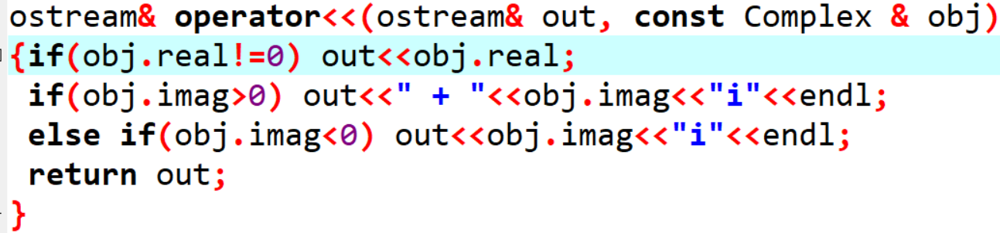 ostream& operator<<(ostream& out, const Complex & obj)
{if(obj.real!=0) out<<obj.real;
if(obj.imag>0) out<<" + "<<obj.imag<<"i"<<endl;
else if(obj.imag<0) out<<obj.imag<<"i"<<endl;
return out;
}